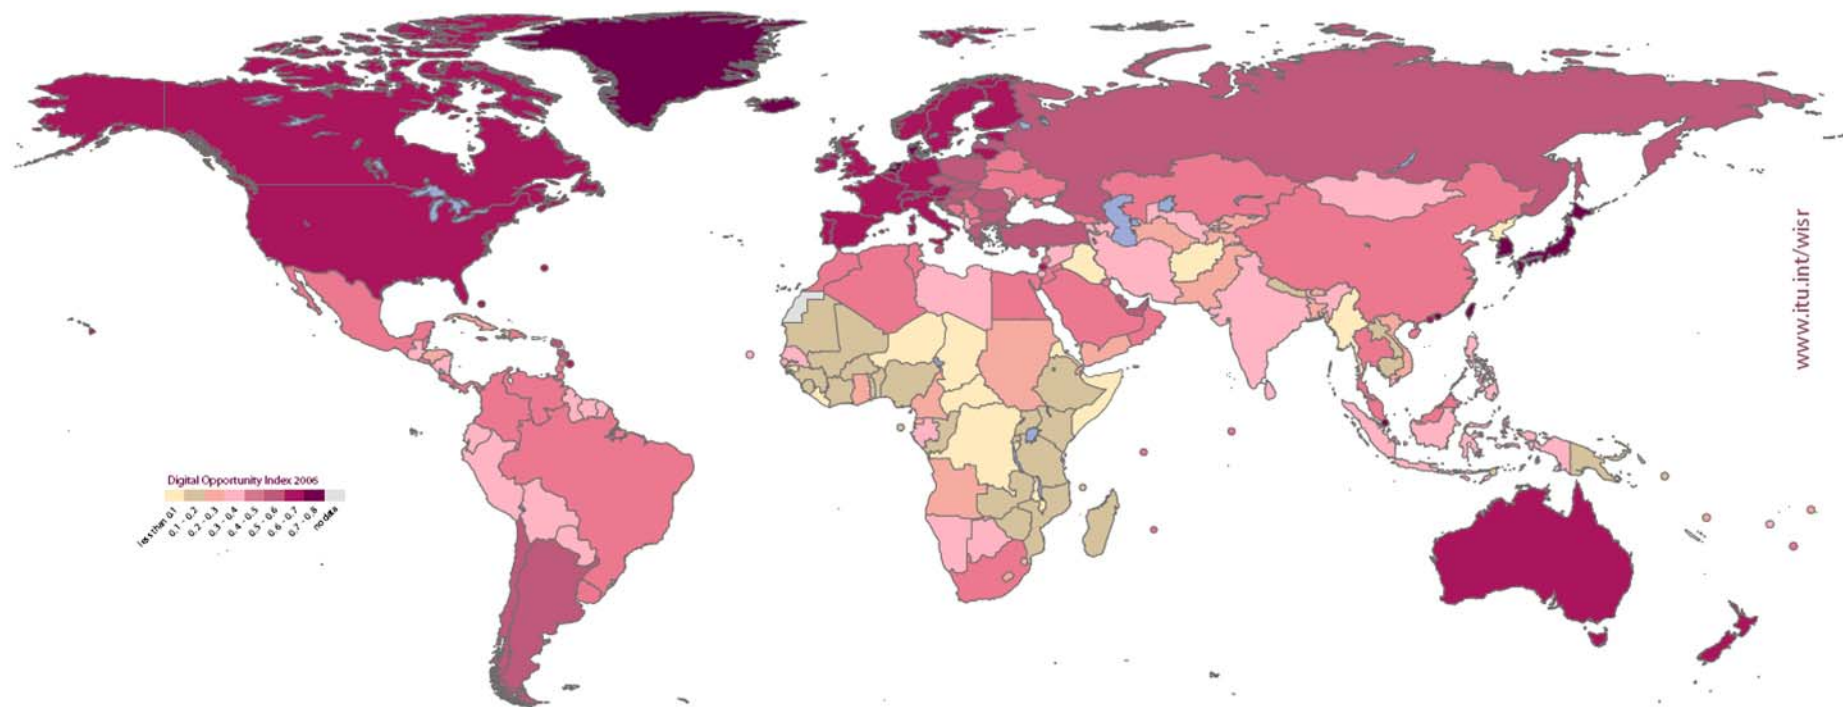 Digital Opportunity Index 2006
less than 0.1
0.1 - 0.2
0.2 - 0.3
0.3 - 0.4
0.4 - 0.5
0.5 - 0.6
0.6 - 0.7
0.7 - 0.8
no data
www.itu.int/wisr